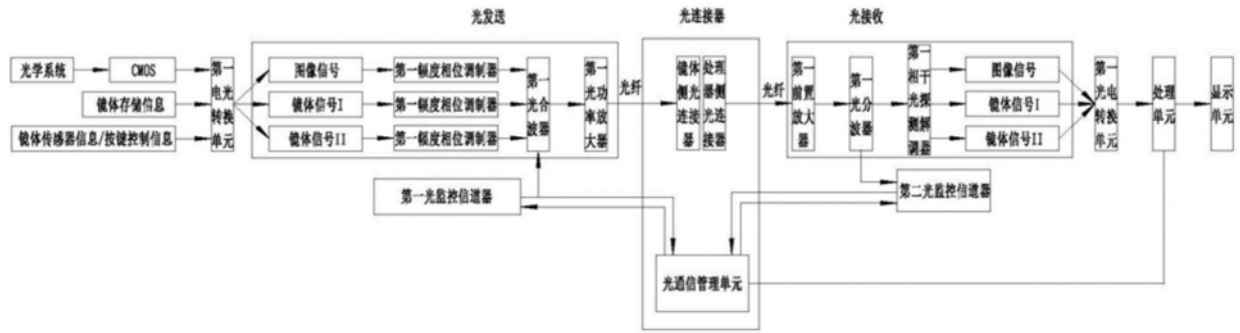 光发送
光连接器
光接收
光学系统
CMOS
镜体存储信息
镜体传感器信息/按键控制信息
第一电光转换单元
图像信号
镜体信号I
镜体信号II
第一幅度相位调制器
第一幅度相位调制器
第一幅度相位调制器
第一合波器
第一光功率放大器
光纤
镜体侧光连接器
处理器侧光连接器
光纤
第一前置放大器
第一光分波器
第一相干光探测解调器
图像信号
镜体信号I
镜体信号II
第一光电转换单元
处理单元
显示单元
第一光监控信道器
第二光监控信道器
光通信管理单元